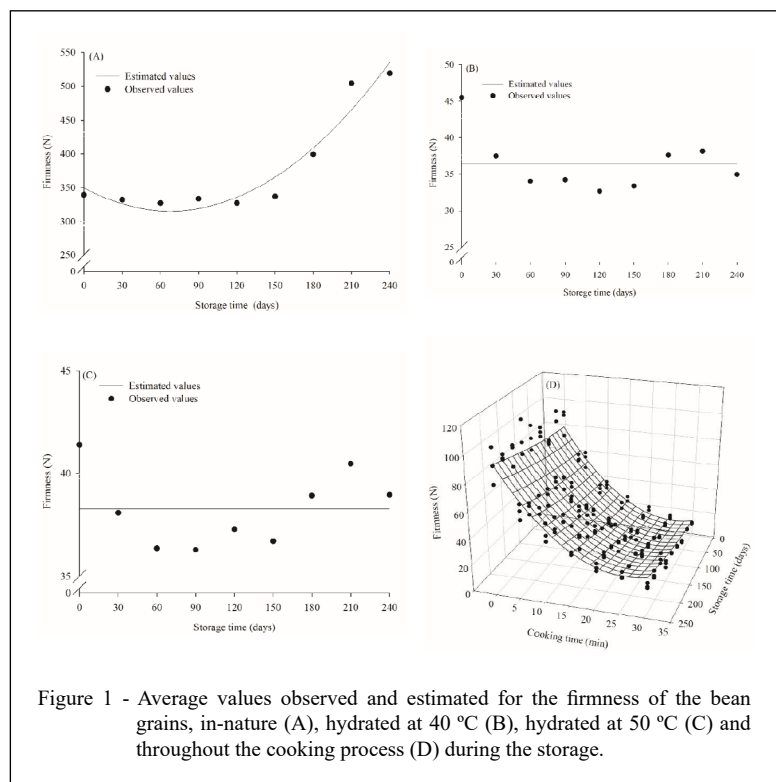 (A)
Estimated values
Observed values
550
500
450
400
350
300
250
0
Firmness (N)
0 30 60 90 120 150 180 210 240
Storage time (days)
(B)
Estimated values
Observed values
50
45
40
35
30
25
0
Firmness (N)
0 30 60 90 120 150 180 210 240
Storege time (days)
(C)
Estimated values
Observed values
45
40
35
0
Firmness (N)
0 30 60 90 120 150 180 210 240
Storage time (days)
(D)
120
100
80
60
40
20
0
Firmness (N)
0 5 10 15 20 25 30 35
Cooking time (min)
0
50
100
150
200
250
Storage time (days)
Figure 1 - Average values observed and estimated for the firmness of the bean
grains, in-nature (A), hydrated at 40 ºC (B), hydrated at 50 ºC (C) and
throughout the cooking process (D) during the storage.